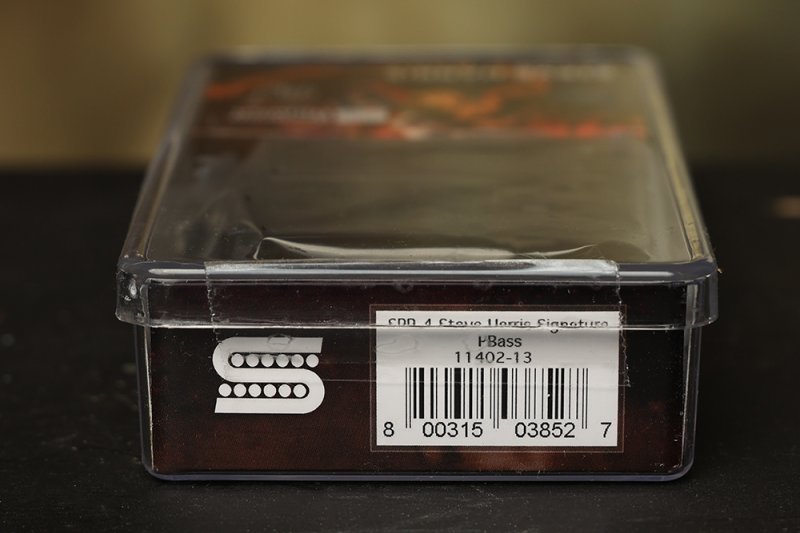 SPB-4 Steve Harris Signature
PBass
11402-13
8 00315 03852 7